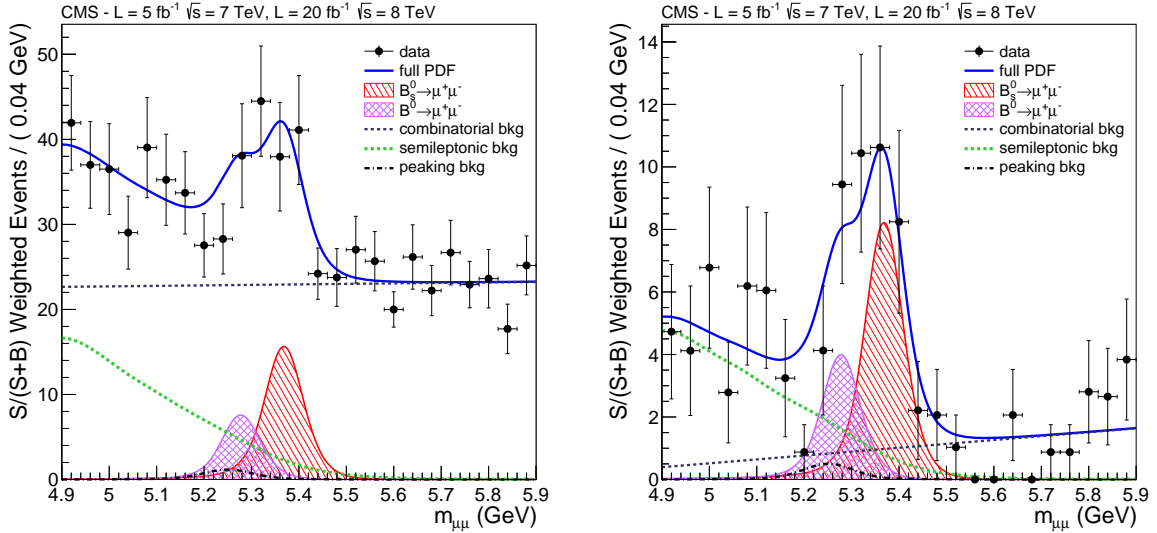 CMS - L = 5 fb⁻¹ √s = 7 TeV, L = 20 fb⁻¹ √s = 8 TeV
S/(S+B) Weighted Events / ( 0.04 GeV)
50
40
30
20
10
0
data
full PDF
B⁰ₛ→μ⁺μ⁻
B⁰→μ⁺μ⁻
combinatorial bkg
semileptonic bkg
peaking bkg
4.9 5 5.1 5.2 5.3 5.4 5.5 5.6 5.7 5.8 5.9
m_μμ (GeV)
CMS - L = 5 fb⁻¹ √s = 7 TeV, L = 20 fb⁻¹ √s = 8 TeV
S/(S+B) Weighted Events / ( 0.04 GeV)
14
12
10
8
6
4
2
0
data
full PDF
B⁰ₛ→μ⁺μ⁻
B⁰→μ⁺μ⁻
combinatorial bkg
semileptonic bkg
peaking bkg
4.9 5 5.1 5.2 5.3 5.4 5.5 5.6 5.7 5.8 5.9
m_μμ (GeV)